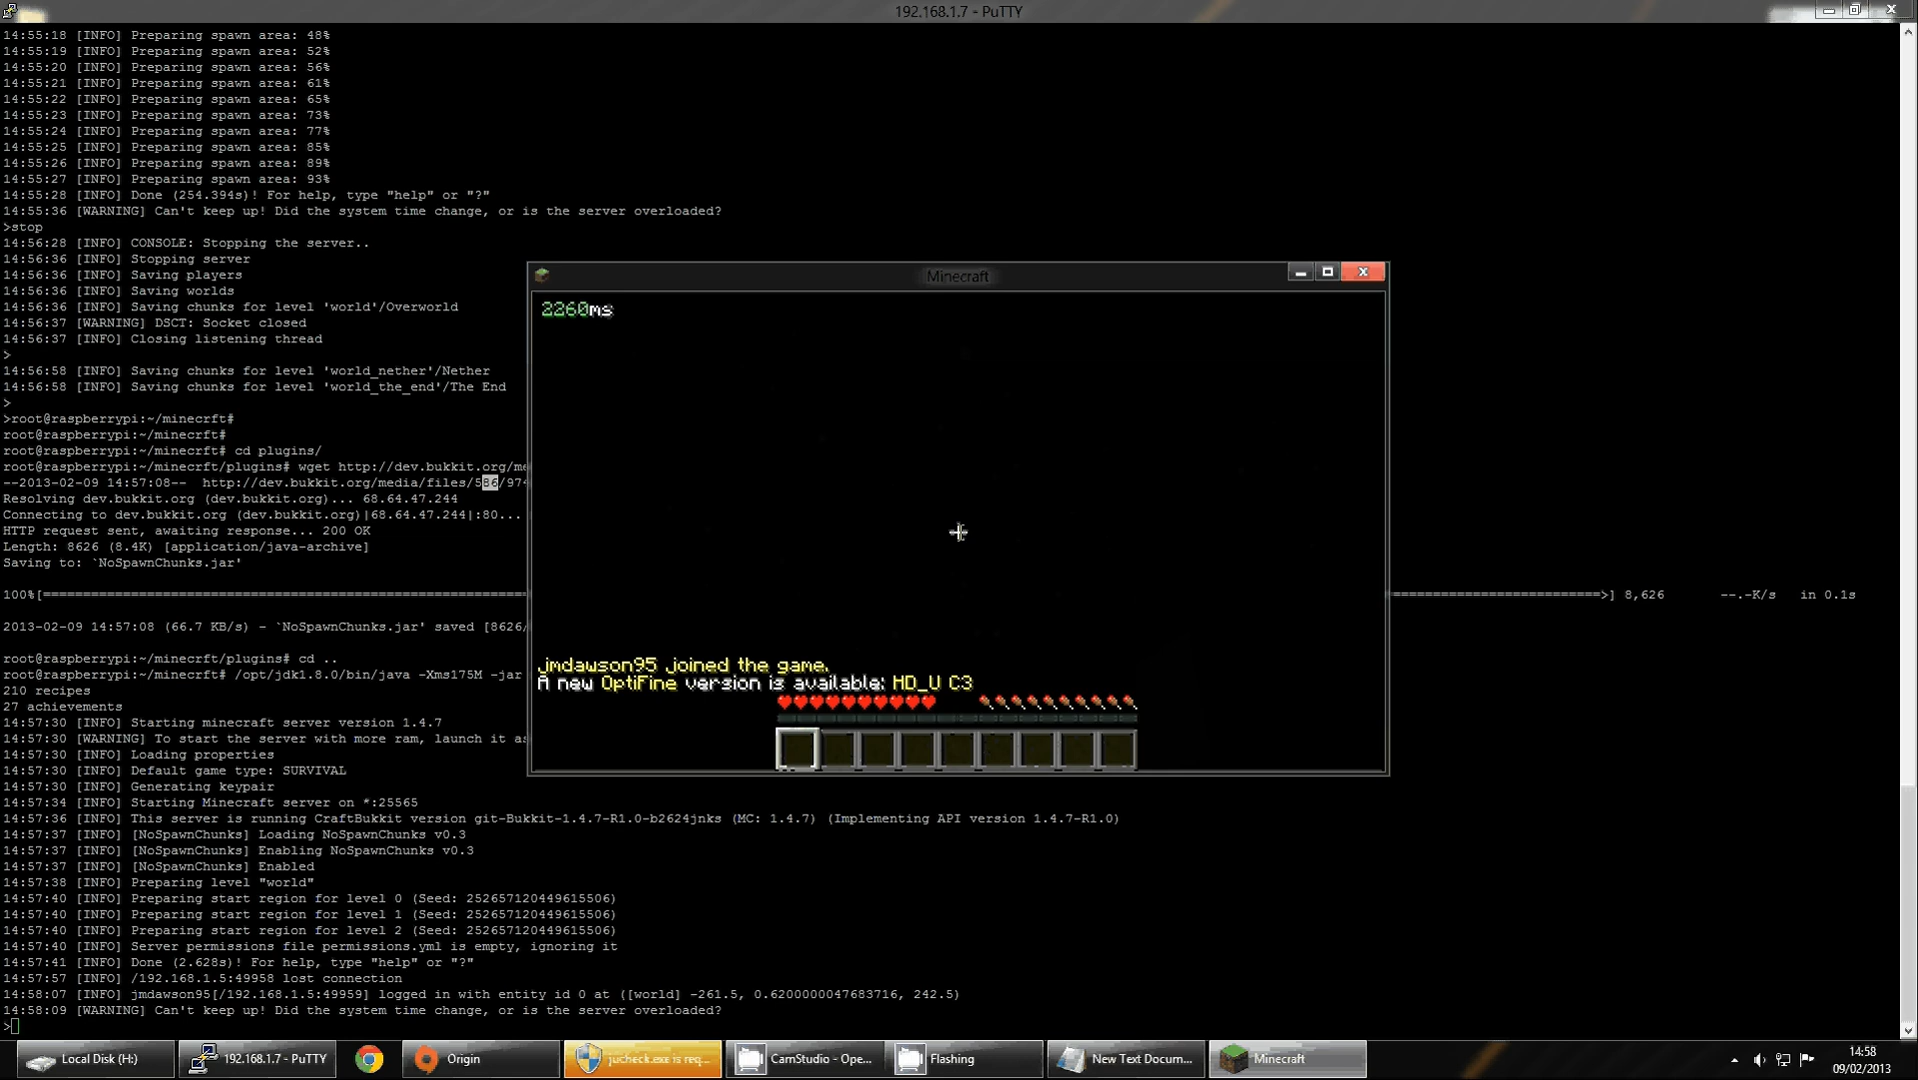 192.168.1.7 - PuTTY
14:55:18 [INFO] Preparing spawn area: 48%
14:55:19 [INFO] Preparing spawn area: 52%
14:55:20 [INFO] Preparing spawn area: 56%
14:55:21 [INFO] Preparing spawn area: 61%
14:55:22 [INFO] Preparing spawn area: 65%
14:55:23 [INFO] Preparing spawn area: 73%
14:55:24 [INFO] Preparing spawn area: 77%
14:55:25 [INFO] Preparing spawn area: 85%
14:55:26 [INFO] Preparing spawn area: 89%
14:55:27 [INFO] Preparing spawn area: 93%
14:55:28 [INFO] Done (254.394s)! For help, type "help" or "?"
14:55:36 [WARNING] Can't keep up! Did the system time change, or is the server overloaded?
>stop
14:56:28 [INFO] CONSOLE: Stopping the server..
14:56:36 [INFO] Stopping server
14:56:36 [INFO] Saving players
14:56:36 [INFO] Saving worlds
14:56:36 [INFO] Saving chunks for level 'world'/Overworld
14:56:37 [WARNING] DSCT: Socket closed
14:56:37 [INFO] Closing listening thread
>
14:56:58 [INFO] Saving chunks for level 'world_nether'/Nether
14:56:58 [INFO] Saving chunks for level 'world_the_end'/The End
>
>root@raspberrypi:~/minecrft#
root@raspberrypi:~/minecrft#
root@raspberrypi:~/minecrft# cd plugins/
root@raspberrypi:~/minecrft/plugins# wget http://dev.bukkit.org/me
--2013-02-09 14:57:08-- http://dev.bukkit.org/media/files/586/974
Resolving dev.bukkit.org (dev.bukkit.org)... 68.64.47.244
Connecting to dev.bukkit.org (dev.bukkit.org)|68.64.47.244|:80...
HTTP request sent, awaiting response... 200 OK
Length: 8626 (8.4K) [application/java-archive]
Saving to: `NoSpawnChunks.jar'
100%[======================================>] 8,626 --.-K/s in 0.1s
2013-02-09 14:57:08 (66.7 KB/s) - `NoSpawnChunks.jar' saved [8626/
root@raspberrypi:~/minecrft/plugins# cd ..
root@raspberrypi:~/minecrft# /opt/jdk1.8.0/bin/java -Xms175M -jar
210 recipes
27 achievements
14:57:30 [INFO] Starting minecraft server version 1.4.7
14:57:30 [WARNING] To start the server with more ram, launch it as
14:57:30 [INFO] Loading properties
14:57:30 [INFO] Default game type: SURVIVAL
14:57:30 [INFO] Generating keypair
14:57:34 [INFO] Starting Minecraft server on *:25565
14:57:36 [INFO] This server is running CraftBukkit version git-Bukkit-1.4.7-R1.0-b2624jnks (MC: 1.4.7) (Implementing API version 1.4.7-R1.0)
14:57:37 [INFO] [NoSpawnChunks] Loading NoSpawnChunks v0.3
14:57:37 [INFO] [NoSpawnChunks] Enabling NoSpawnChunks v0.3
14:57:37 [INFO] [NoSpawnChunks] Enabled
14:57:38 [INFO] Preparing level "world"
14:57:40 [INFO] Preparing start region for level 0 (Seed: 252657120449615506)
14:57:40 [INFO] Preparing start region for level 1 (Seed: 252657120449615506)
14:57:40 [INFO] Preparing start region for level 2 (Seed: 252657120449615506)
14:57:40 [INFO] Server permissions file permissions.yml is empty, ignoring it
14:57:41 [INFO] Done (2.628s)! For help, type "help" or "?"
14:57:57 [INFO] /192.168.1.5:49958 lost connection
14:58:07 [INFO] jmdawson95[/192.168.1.5:49959] logged in with entity id 0 at ([world] -261.5, 0.6200000047683716, 242.5)
14:58:09 [WARNING] Can't keep up! Did the system time change, or is the server overloaded?
>
Minecraft
2260ms
jmdawson95 joined the game.
A new OptiFine version is available: HD_U C3
Local Disk (H:)
192.168.1.7 - PuTTY
Origin
jucheck.exe is req...
CamStudio - Ope...
Flashing
New Text Docum...
Minecraft
14:58
09/02/2013